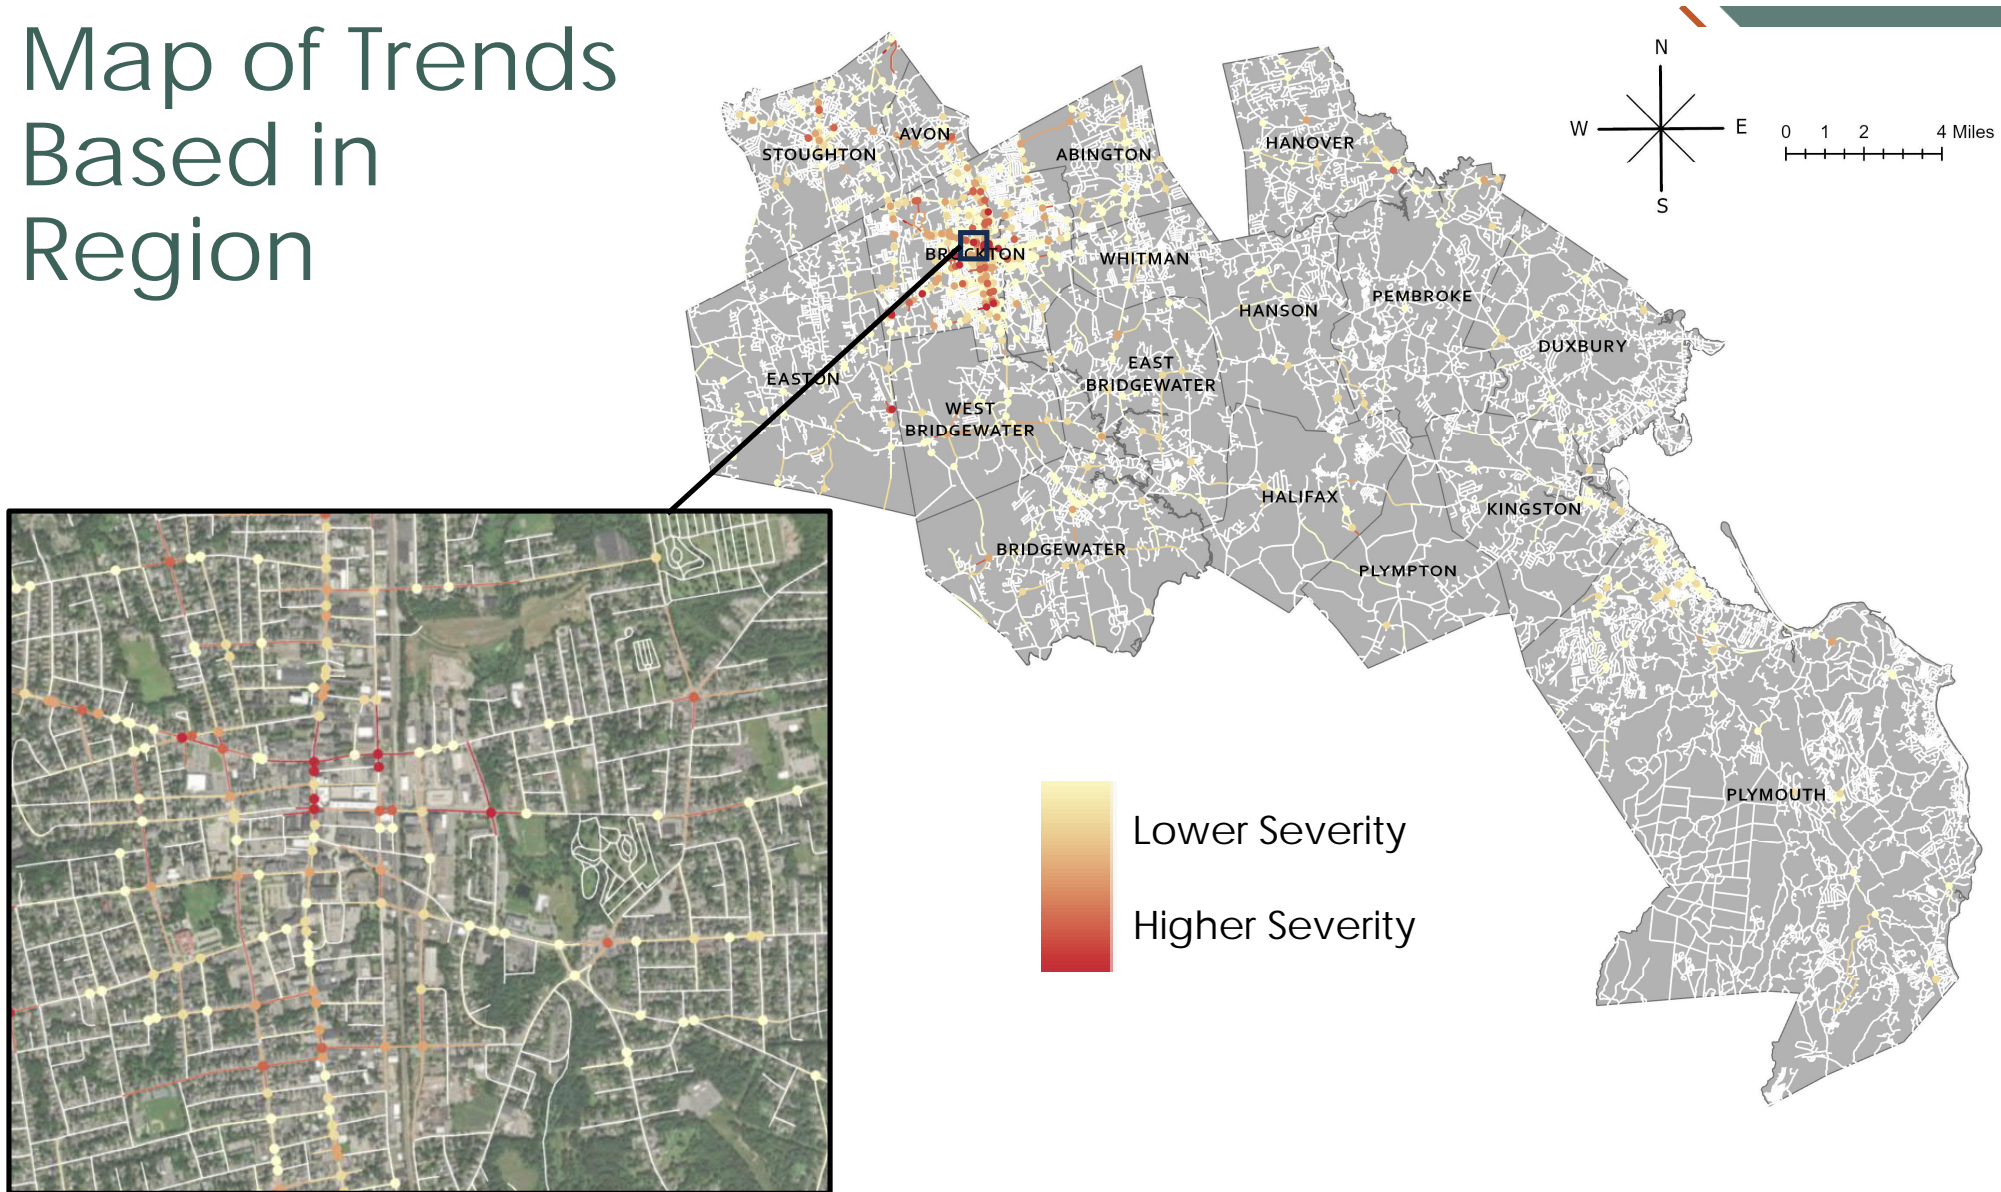 Map of Trends
Based in
Region
N
W
E
S
0 1 2 4 Miles
AVON
STOUGHTON
ABINGTON
HANOVER
BROCKTON
WHITMAN
HANSON
PEMBROKE
DUXBURY
EASTON
EAST
BRIDGEWATER
WEST
BRIDGEWATER
HALIFAX
KINGSTON
BRIDGEWATER
PLYMPTON
PLYMOUTH
Lower Severity
Higher Severity